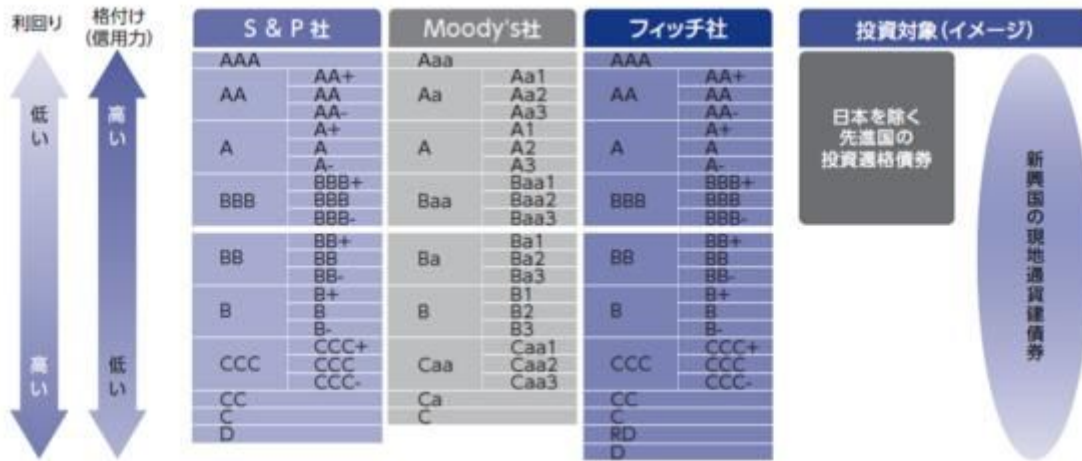 利回り
格付け
(信用力)
S & P 社
Moody's社
フィッチ社
投資対象(イメージ)
低い
高い
高い
低い
AAA
Aaa
AAA
AA
AA+
AA
AA-
Aa
Aa1
Aa2
Aa3
AA
AA+
AA
AA-
A
A+
A
A-
A
A1
A2
A3
A
A+
A
A-
BBB
BBB+
BBB
BBB-
Baa
Baa1
Baa2
Baa3
BBB
BBB+
BBB
BBB-
BB
BB+
BB
BB-
Ba
Ba1
Ba2
Ba3
BB
BB+
BB
BB-
B
B+
B
B-
B
B1
B2
B3
B
B+
B
B-
CCC
CCC+
CCC
CCC-
Caa
Caa1
Caa2
Caa3
CCC
CCC+
CCC
CCC-
CC
Ca
CC
C
C
C
D
RD
D
日本を除く
先進国の
投資適格債券
新興国の現地通貨建債券